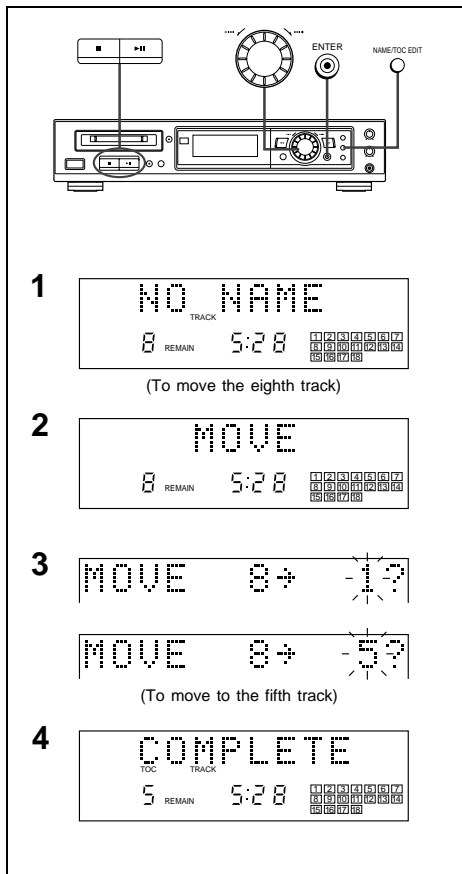 ENTER
NAME/TOC EDIT
1
NO NAME
TRACK
8 REMAIN 5:28
1 2 3 4 5 6 7
8 9 10 11 12 13 14
15 16 17 18
(To move the eighth track)
2
MOVE
8 REMAIN 5:28
1 2 3 4 5 6 7
8 9 10 11 12 13 14
15 16 17 18
3
MOVE 8→ 1?
MOVE 8→ 5?
(To move to the fifth track)
4
COMPLETE
TOC TRACK
5 REMAIN 5:28
1 2 3 4 5 6 7
8 9 10 11 12 13 14
15 16 17 18